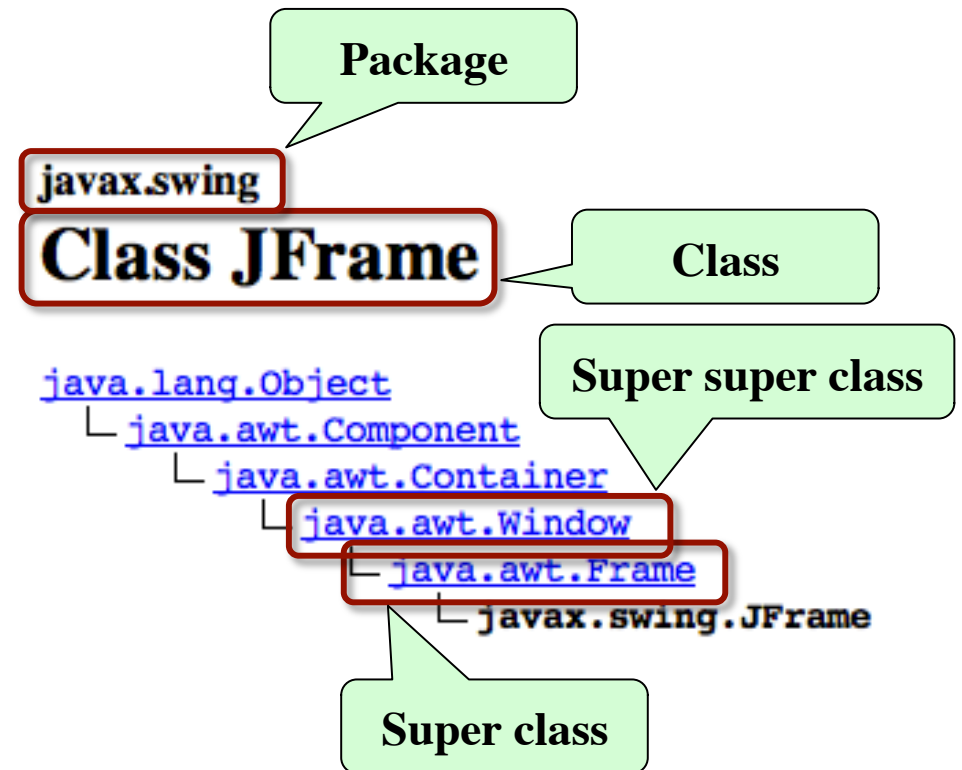 Package
javax.swing
Class JFrame
Class
Super super class
java.lang.Object
java.awt.Component
java.awt.Container
java.awt.Window
java.awt.Frame
javax.swing.JFrame
Super class